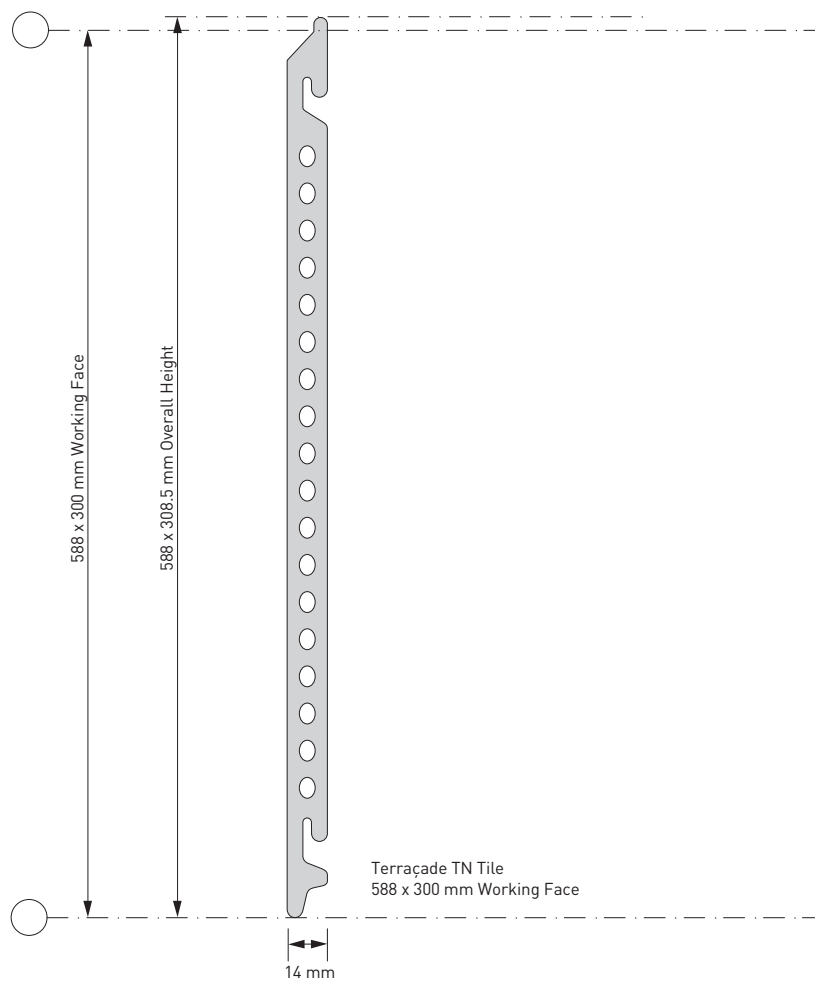 588 x 300 mm Working Face
588 x 308.5 mm Overall Height
Terraçade TN Tile
588 x 300 mm Working Face
14 mm